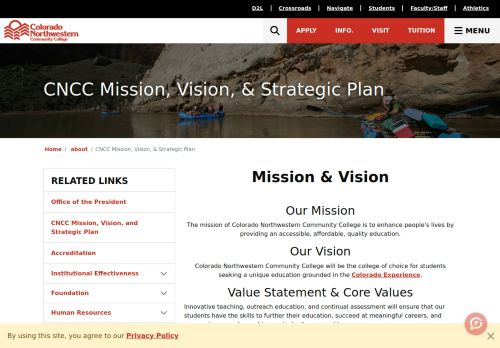 D2L | Crossroads | Navigate | Students | Faculty/Staff | Athletics
Colorado
Northwestern
Community College
APPLY INFO. VISIT TUITION MENU
CNCC Mission, Vision, & Strategic Plan
Home / about / CNCC Mission, Vision, & Strategic Plan
RELATED LINKS
Office of the President
CNCC Mission, Vision, and
Strategic Plan
Accreditation
Institutional Effectiveness
Foundation
Human Resources
Mission & Vision
Our Mission
The mission of Colorado Northwestern Community College is to enhance people's lives by
providing an accessible, affordable, quality education.
Our Vision
Colorado Northwestern Community College will be the college of choice for students
seeking a unique education grounded in the Colorado Experience.
Value Statement & Core Values
Innovative teaching, outreach education, and continual assessment will ensure that our
students have the skills to further their education, succeed at meaningful careers, and
By using this site, you agree to our Privacy Policy